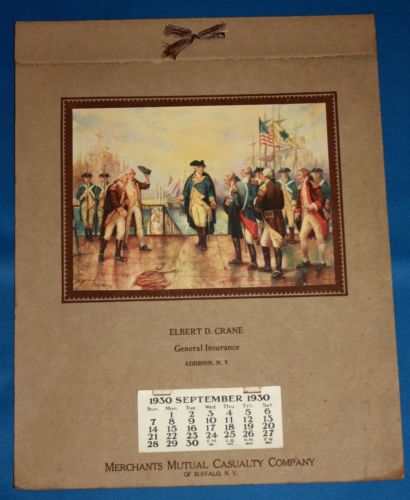 ELBERT D. CRANE
General Insurance
ADDISON, N. Y.
1930 SEPTEMBER 1930
Sun. Mon. Tue. Wed. Thu. Fri. Sat.
1 2 3 4 5 6
7 8 9 10 11 12 13
14 15 16 17 18 19 20
21 22 23 24 25 26 27
28 29 30
MERCHANTS MUTUAL CASUALTY COMPANY
OF BUFFALO, N. Y.